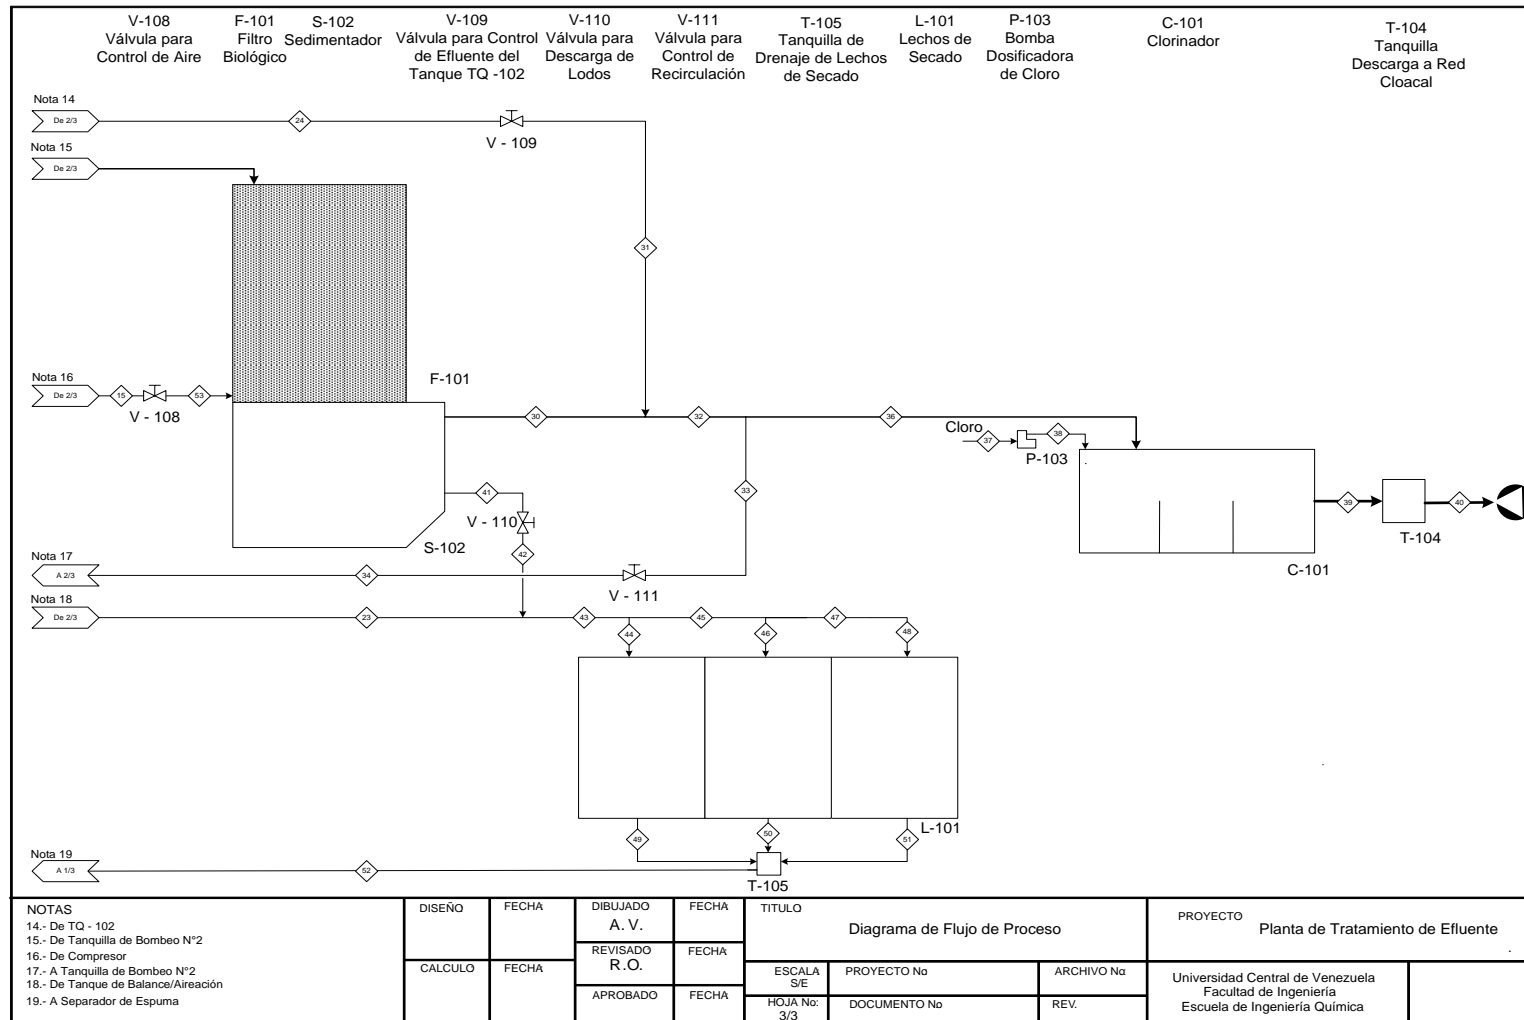 V-108
Válvula para
Control de Aire
F-101
Filtro
Biológico
S-102
Sedimentador
V-109
Válvula para Control
de Efluente del
Tanque TQ -102
V-110
Válvula para
Descarga de
Lodos
V-111
Válvula para
Control de
Recirculación
T-105
Tanquilla de
Drenaje de Lechos
de Secado
L-101
Lechos de
Secado
P-103
Bomba
Dosificadora
de Cloro
C-101
Clorinador
T-104
Tanquilla
Descarga a Red
Cloacal
Nota 14
De 2/3
24
V - 109
Nota 15
De 2/3
31
Nota 16
De 2/3
15
53
V - 108
F-101
30
32
36
Cloro
37
38
P-103
41
33
39
40
V - 110
T-104
S-102
42
C-101
Nota 17
A 2/3
34
V - 111
Nota 18
De 2/3
23
43
45
47
44
46
48
L-101
49
50
51
Nota 19
A 1/3
52
T-105
NOTAS
14.- De TQ - 102
15.- De Tanquilla de Bombeo N°2
16.- De Compresor
17.- A Tanquilla de Bombeo N°2
18.- De Tanque de Balance/Aireación
19.- A Separador de Espuma
DISEÑO
FECHA
CALCULO
FECHA
DIBUJADO
A. V.
FECHA
REVISADO
R.O.
FECHA
APROBADO
FECHA
TITULO
Diagrama de Flujo de Proceso
ESCALA
S/E
PROYECTO No
ARCHIVO No
HOJA No:
3/3
DOCUMENTO No
REV.
PROYECTO
Planta de Tratamiento de Efluente
Universidad Central de Venezuela
Facultad de Ingeniería
Escuela de Ingeniería Química